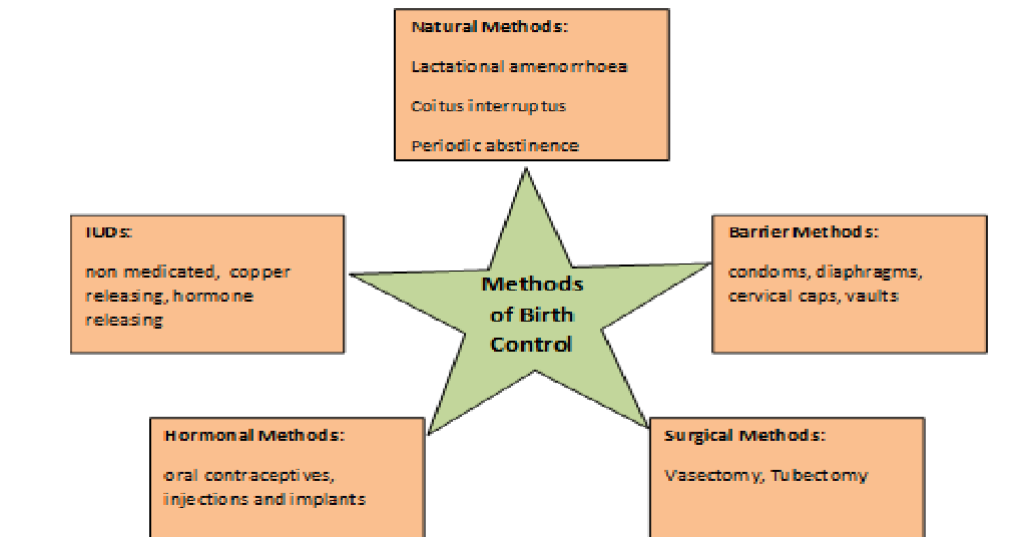 Natural Methods:
Lactational amenorrhoea
Coitus interruptus
Periodic abstinence
IUDs:
non medicated, copper
releasing, hormone
releasing
Barrier Methods:
condoms, diaphragms,
cervical caps, vaults
Methods
of Birth
Control
Hormonal Methods:
oral contraceptives,
injections and implants
Surgical Methods:
Vasectomy, Tubectomy